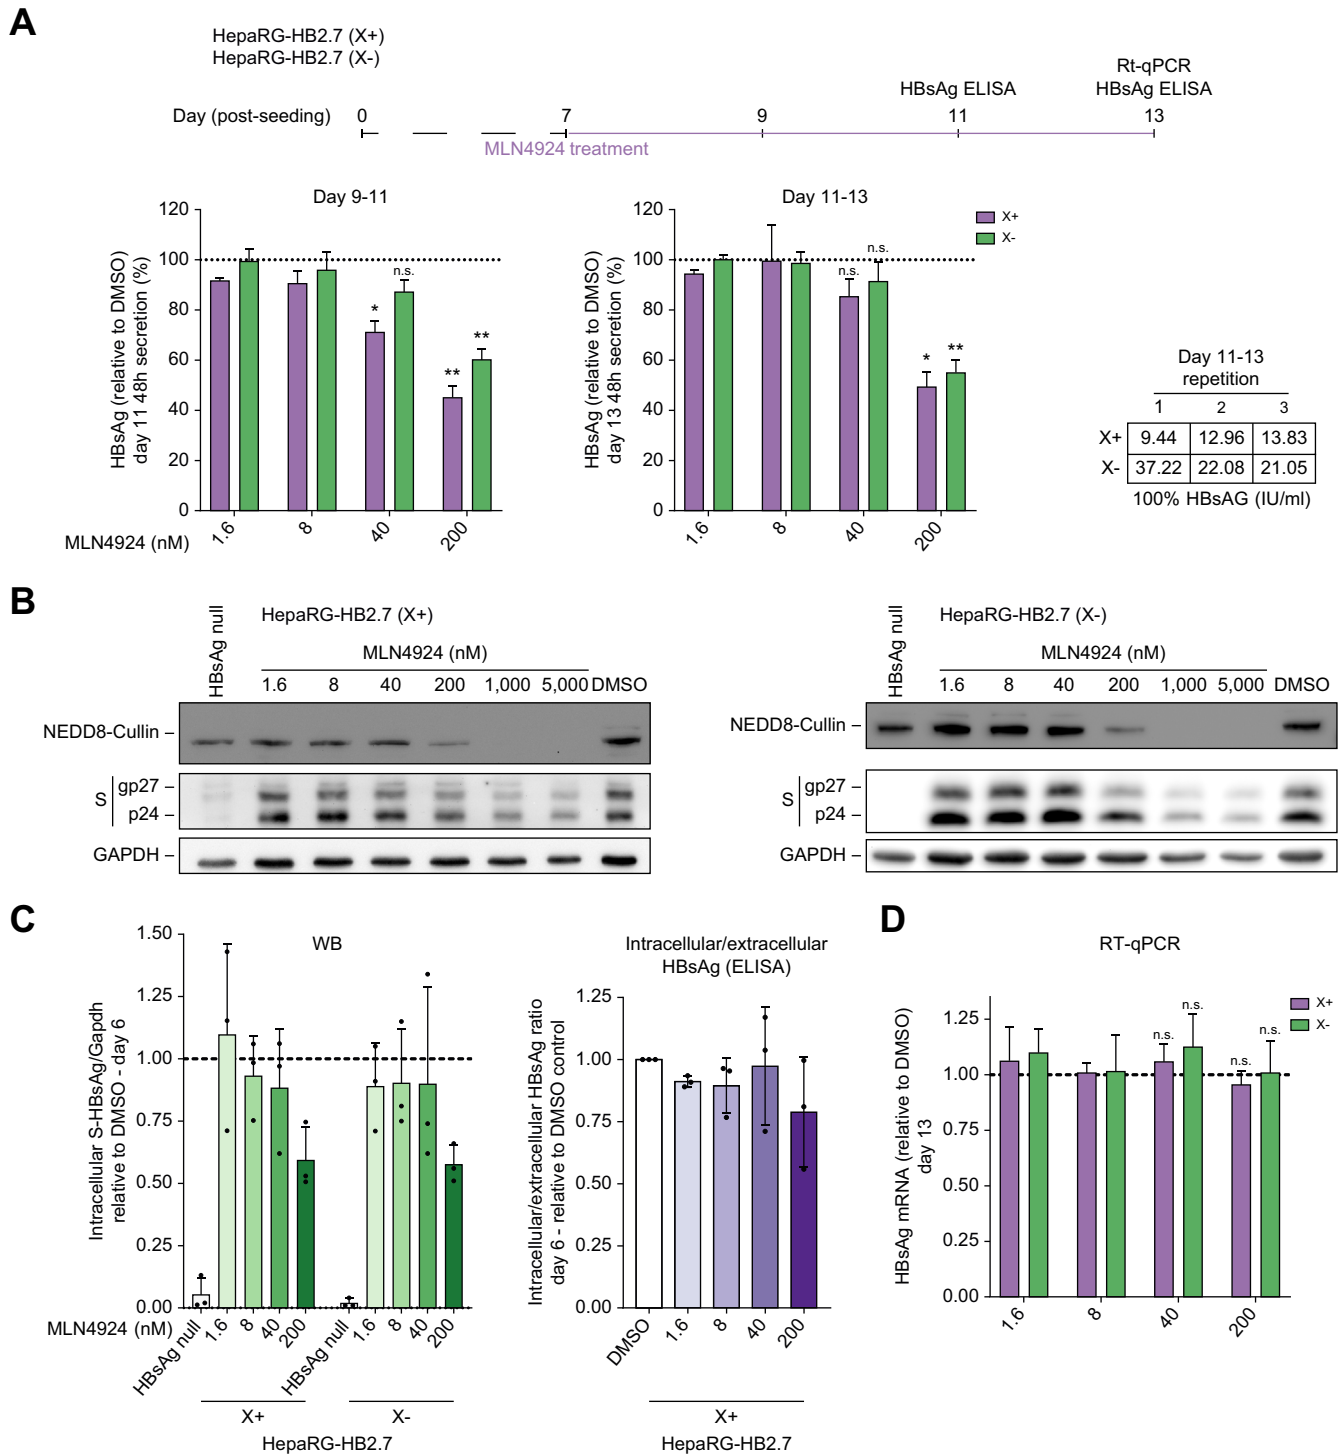 A
HepaRG-HB2.7 (X+)
HepaRG-HB2.7 (X-)
Rt-qPCR
HBsAg ELISA HBsAg ELISA
Day (post-seeding) 0 7 9 11 13
MLN4924 treatment
Day 9-11
HBsAg (relative to DMSO)
day 11 48h secretion (%)
120
100
80
60
40
20
0
n.s.
*
**
**
1.6 8 40 200
MLN4924 (nM)
Day 11-13
HBsAg (relative to DMSO)
day 13 48h secretion (%)
120
100
80
60
40
20
0
n.s.
n.s.
*
**
1.6 8 40 200
X+
X-
Day 11-13
repetition
1 2 3
X+ 9.44 12.96 13.83
X- 37.22 22.08 21.05
100% HBsAG (IU/ml)
B
HBsAg null
HepaRG-HB2.7 (X+)
MLN4924 (nM)
1.6 8 40 200 1,000 5,000 DMSO
NEDD8-Cullin
S
gp27
p24
GAPDH
HBsAg null
HepaRG-HB2.7 (X-)
MLN4924 (nM)
1.6 8 40 200 1,000 5,000 DMSO
NEDD8-Cullin
S
gp27
p24
GAPDH
C
WB
Intracellular S-HBsAg/Gapdh
relative to DMSO - day 6
1.50
1.25
1.00
0.75
0.50
0.25
0.00
MLN4924 (nM)
HBsAg null 1.6 8 40 200 HBsAg null 1.6 8 40 200
X+ X-
HepaRG-HB2.7
Intracellular/extracellular
HBsAg (ELISA)
Intracellular/extracellular HBsAg ratio
day 6 - relative to DMSO control
1.25
1.00
0.75
0.50
0.25
0.00
DMSO 1.6 8 40 200
X+
HepaRG-HB2.7
D
RT-qPCR
HBsAg mRNA (relative to DMSO)
day 13
1.25
1.00
0.75
0.50
0.25
0.00
n.s.
n.s.
n.s.
n.s.
1.6 8 40 200
X+
X-